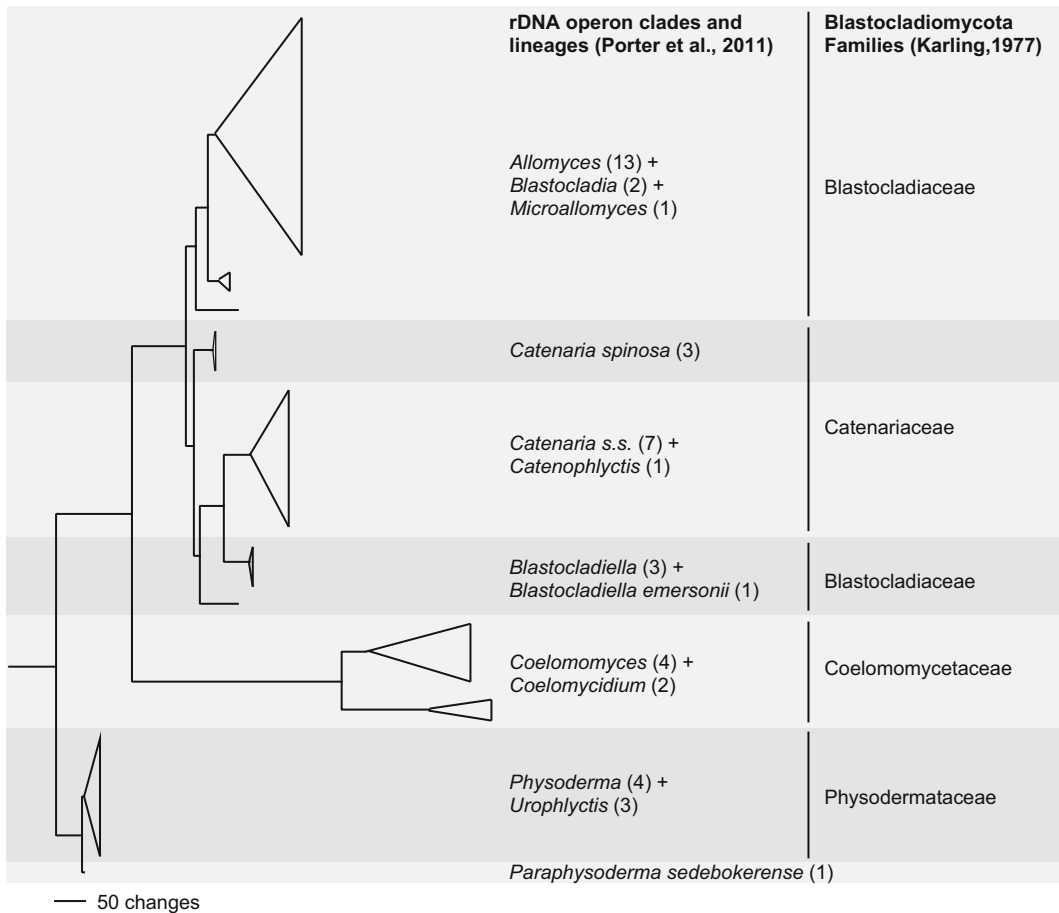 rDNA operon clades and
lineages (Porter et al., 2011)
Blastocladiomycota
Families (Karling,1977)
Allomyces (13) +
Blastocladia (2) +
Microallomyces (1)
Blastocladiaceae
Catenaria spinosa (3)
Catenariaceae
Catenaria s.s. (7) +
Catenophlyctis (1)
Blastocladiella (3) +
Blastocladiella emersonii (1)
Blastocladiaceae
Coelomomyces (4) +
Coelomycidium (2)
Coelomomycetaceae
Physoderma (4) +
Urophlyctis (3)
Physodermataceae
Paraphysoderma sedebokerense (1)
50 changes